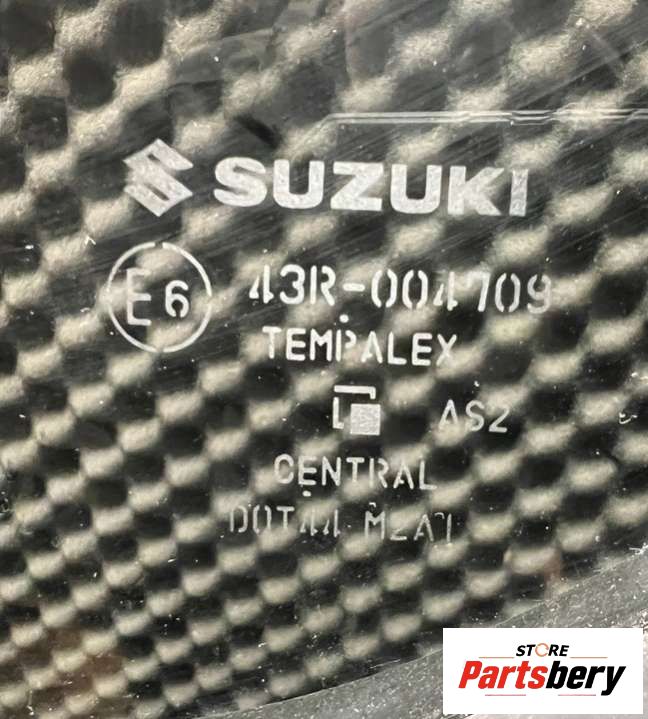 SUZUKI
E6 43R-004709
TEMPALEX
AS2
CENTRAL
DOT44 M2A1
STORE
Partsbery